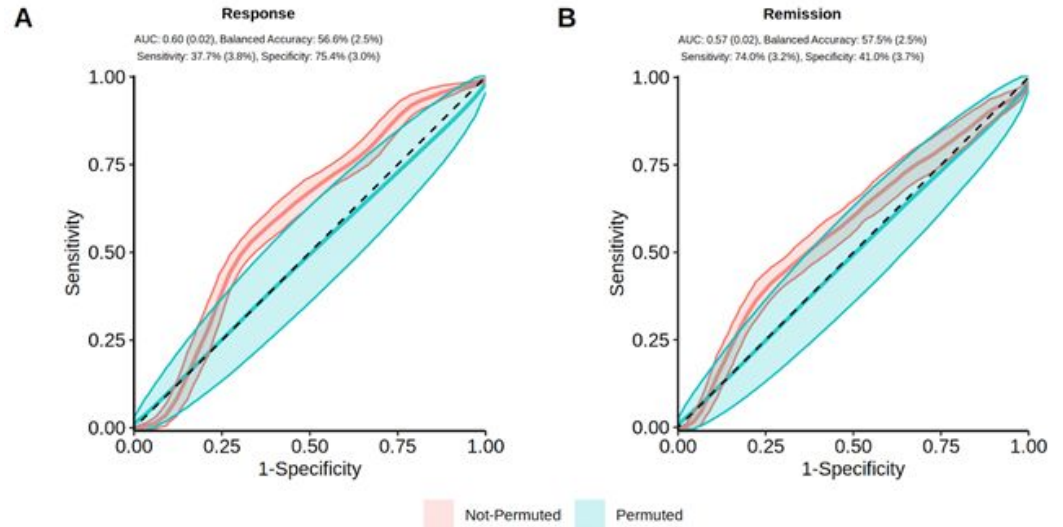 A
Response
AUC: 0.60 (0.02), Balanced Accuracy: 56.6% (2.5%)
Sensitivity: 37.7% (3.8%), Specificity: 75.4% (3.0%)
1.00
0.75
0.50
0.25
0.00
Sensitivity
0.00 0.25 0.50 0.75 1.00
1-Specificity
B
Remission
AUC: 0.57 (0.02), Balanced Accuracy: 57.5% (2.5%)
Sensitivity: 74.0% (3.2%), Specificity: 41.0% (3.7%)
1.00
0.75
0.50
0.25
0.00
Sensitivity
0.00 0.25 0.50 0.75 1.00
1-Specificity
Not-Permuted Permuted